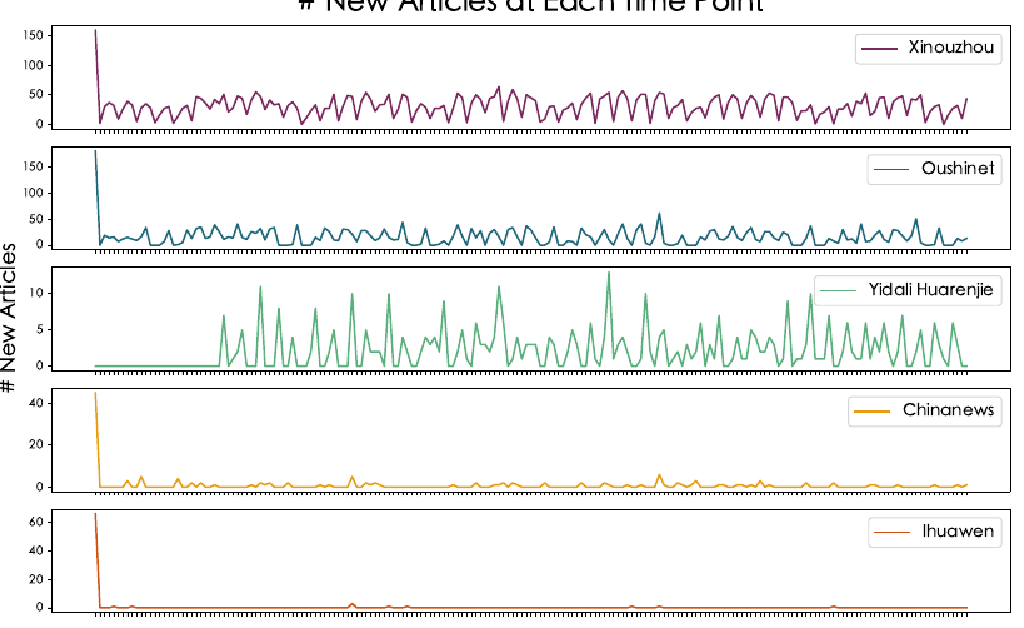 # New Articles at Each Time Point
# New Articles
150
100
50
0
Xinouzhou
150
100
50
0
Oushinet
10
5
0
Yidali Huarenjie
40
20
0
Chinanews
60
40
20
0
Ihuawen